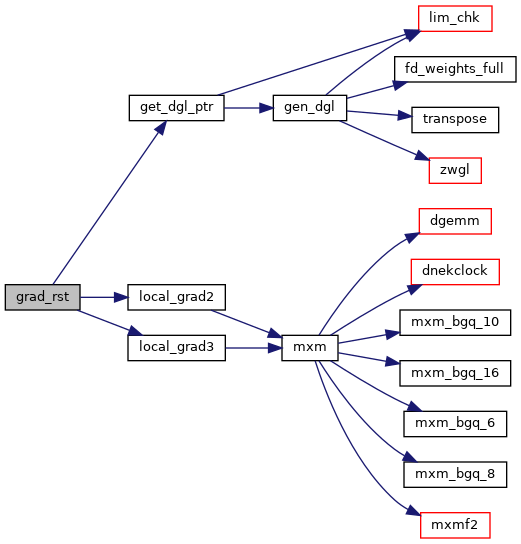 lim_chk
fd_weights_full
get_dgl_ptr
gen_dgl
transpose
zwgl
dgemm
dnekclock
grad_rst
local_grad2
mxm_bgq_10
local_grad3
mxm
mxm_bgq_16
mxm_bgq_6
mxm_bgq_8
mxmf2